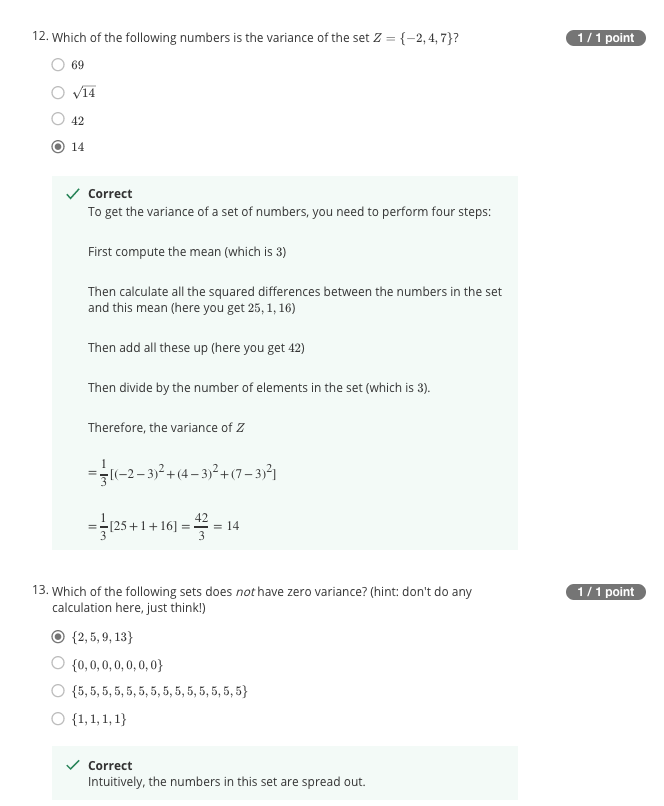 12. Which of the following numbers is the variance of the set Z = {−2, 4, 7}?
1 / 1 point
69
√14
42
14
Correct
To get the variance of a set of numbers, you need to perform four steps:
First compute the mean (which is 3)
Then calculate all the squared differences between the numbers in the set
and this mean (here you get 25, 1, 16)
Then add all these up (here you get 42)
Then divide by the number of elements in the set (which is 3).
Therefore, the variance of Z
= 1/3 [(−2 − 3)² + (4 − 3)² + (7 − 3)²]
= 1/3 [25 + 1 + 16] = 42/3 = 14
13. Which of the following sets does not have zero variance? (hint: don't do any
1 / 1 point
calculation here, just think!)
{2, 5, 9, 13}
{0, 0, 0, 0, 0, 0, 0}
{5, 5, 5, 5, 5, 5, 5, 5, 5, 5, 5, 5, 5, 5}
{1, 1, 1, 1}
Correct
Intuitively, the numbers in this set are spread out.